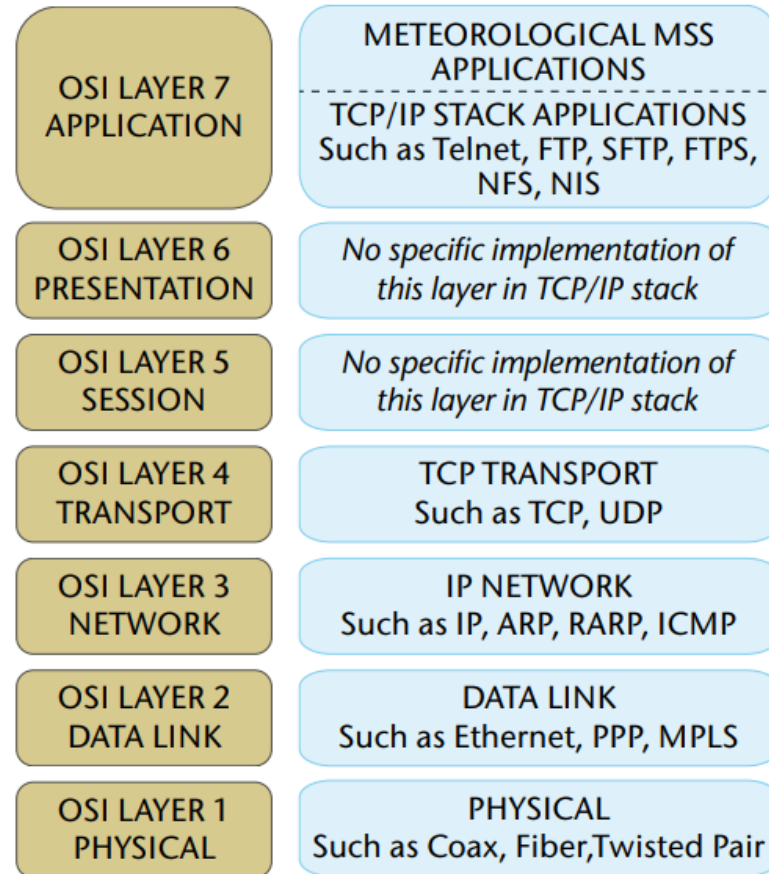 OSI LAYER 7
APPLICATION
METEOROLOGICAL MSS
APPLICATIONS
TCP/IP STACK APPLICATIONS
Such as Telnet, FTP, SFTP, FTPS,
NFS, NIS
OSI LAYER 6
PRESENTATION
No specific implementation of
this layer in TCP/IP stack
OSI LAYER 5
SESSION
No specific implementation of
this layer in TCP/IP stack
OSI LAYER 4
TRANSPORT
TCP TRANSPORT
Such as TCP, UDP
OSI LAYER 3
NETWORK
IP NETWORK
Such as IP, ARP, RARP, ICMP
OSI LAYER 2
DATA LINK
DATA LINK
Such as Ethernet, PPP, MPLS
OSI LAYER 1
PHYSICAL
PHYSICAL
Such as Coax, Fiber,Twisted Pair